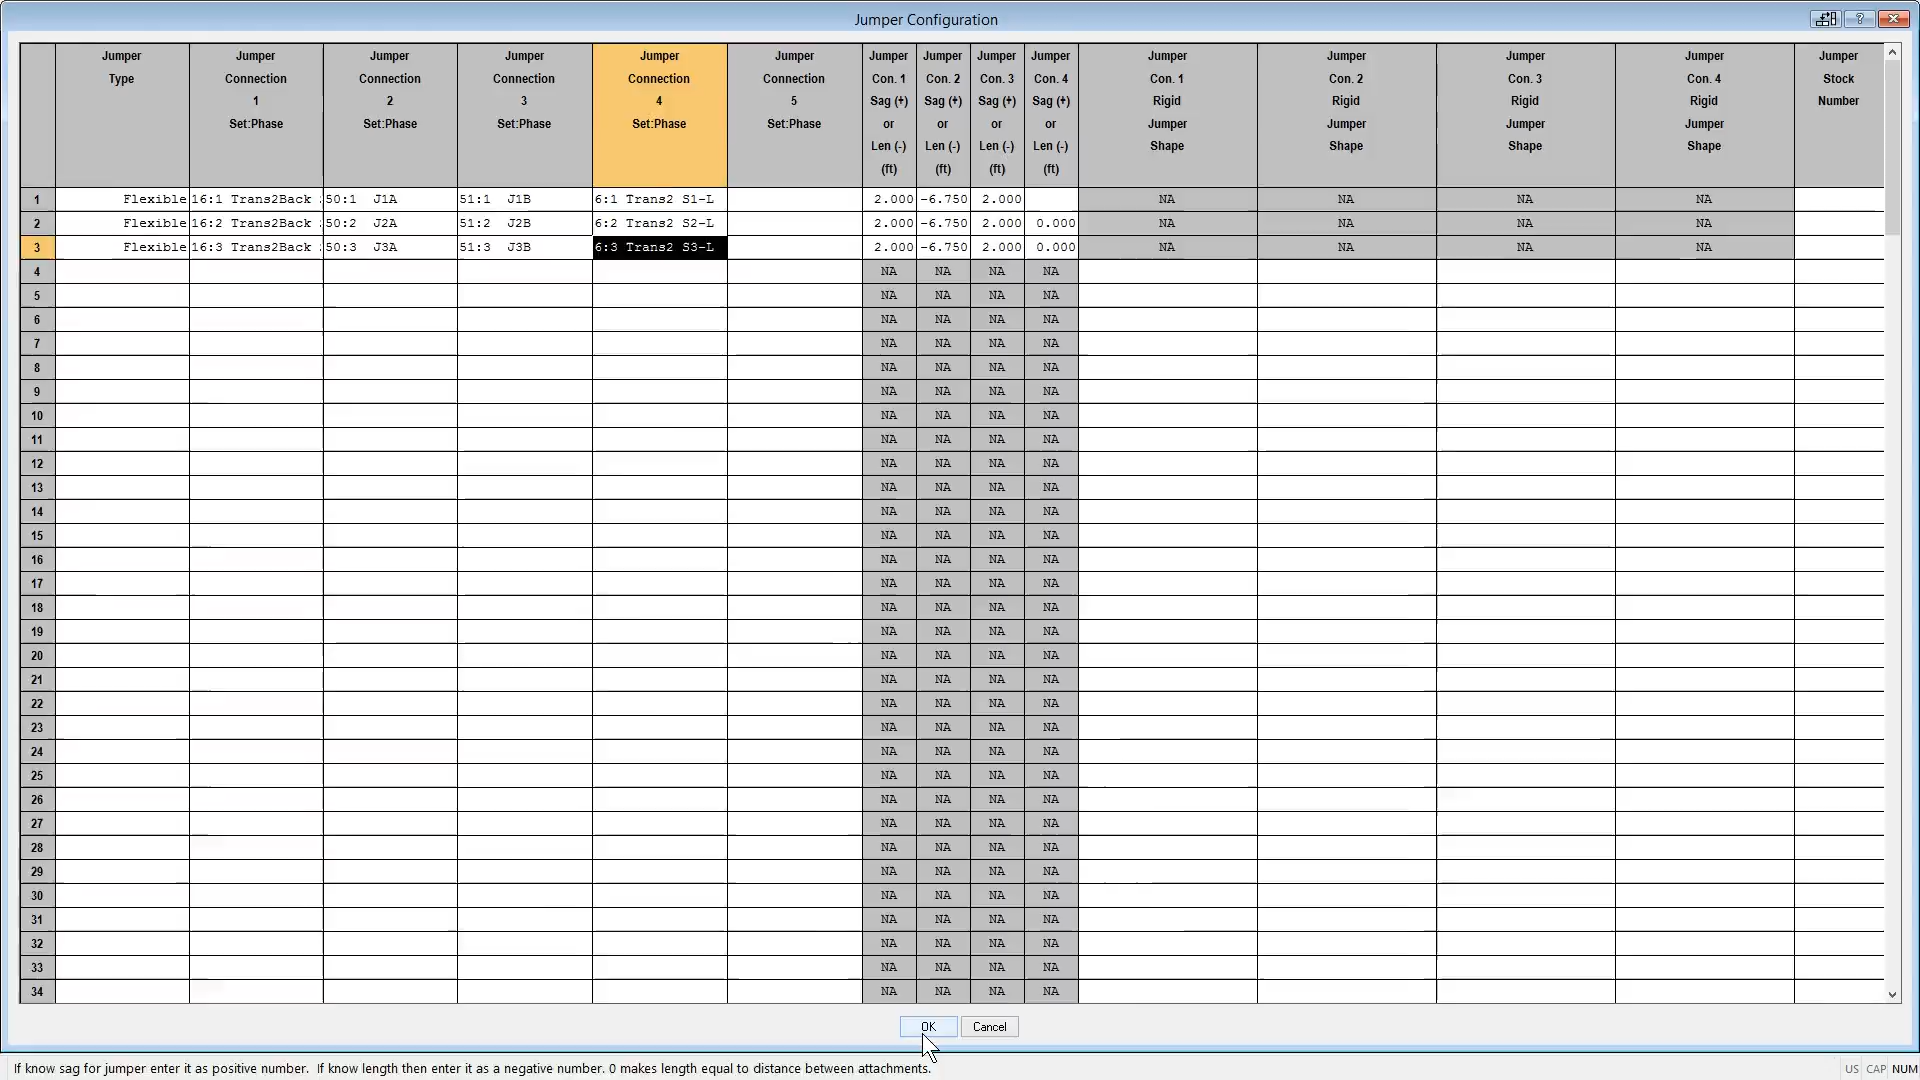 Jumper Configuration
Jumper Type
Jumper Connection 1 Set:Phase
Jumper Connection 2 Set:Phase
Jumper Connection 3 Set:Phase
Jumper Connection 4 Set:Phase
Jumper Connection 5 Set:Phase
Jumper Con. 1 Sag (+) or Len (-) (ft)
Jumper Con. 2 Sag (+) or Len (-) (ft)
Jumper Con. 3 Sag (+) or Len (-) (ft)
Jumper Con. 4 Sag (+) or Len (-) (ft)
Jumper Con. 1 Rigid Jumper Shape
Jumper Con. 2 Rigid Jumper Shape
Jumper Con. 3 Rigid Jumper Shape
Jumper Con. 4 Rigid Jumper Shape
Jumper Stock Number
1 Flexible 16:1 Trans2Back 50:1 J1A 51:1 J1B 6:1 Trans2 S1-L 2.000 -6.750 2.000 NA NA NA NA
2 Flexible 16:2 Trans2Back 50:2 J2A 51:2 J2B 6:2 Trans2 S2-L 2.000 -6.750 2.000 0.000 NA NA NA NA
3 Flexible 16:3 Trans2Back 50:3 J3A 51:3 J3B 6:3 Trans2 S3-L 2.000 -6.750 2.000 0.000 NA NA NA NA
4 NA NA NA NA
5 NA NA NA NA
6 NA NA NA NA
7 NA NA NA NA
8 NA NA NA NA
9 NA NA NA NA
10 NA NA NA NA
11 NA NA NA NA
12 NA NA NA NA
13 NA NA NA NA
14 NA NA NA NA
15 NA NA NA NA
16 NA NA NA NA
17 NA NA NA NA
18 NA NA NA NA
19 NA NA NA NA
20 NA NA NA NA
21 NA NA NA NA
22 NA NA NA NA
23 NA NA NA NA
24 NA NA NA NA
25 NA NA NA NA
26 NA NA NA NA
27 NA NA NA NA
28 NA NA NA NA
29 NA NA NA NA
30 NA NA NA NA
31 NA NA NA NA
32 NA NA NA NA
33 NA NA NA NA
34 NA NA NA NA
OK Cancel
If know sag for jumper enter it as positive number. If know length then enter it as a negative number. 0 makes length equal to distance between attachments.
US CAP NUM